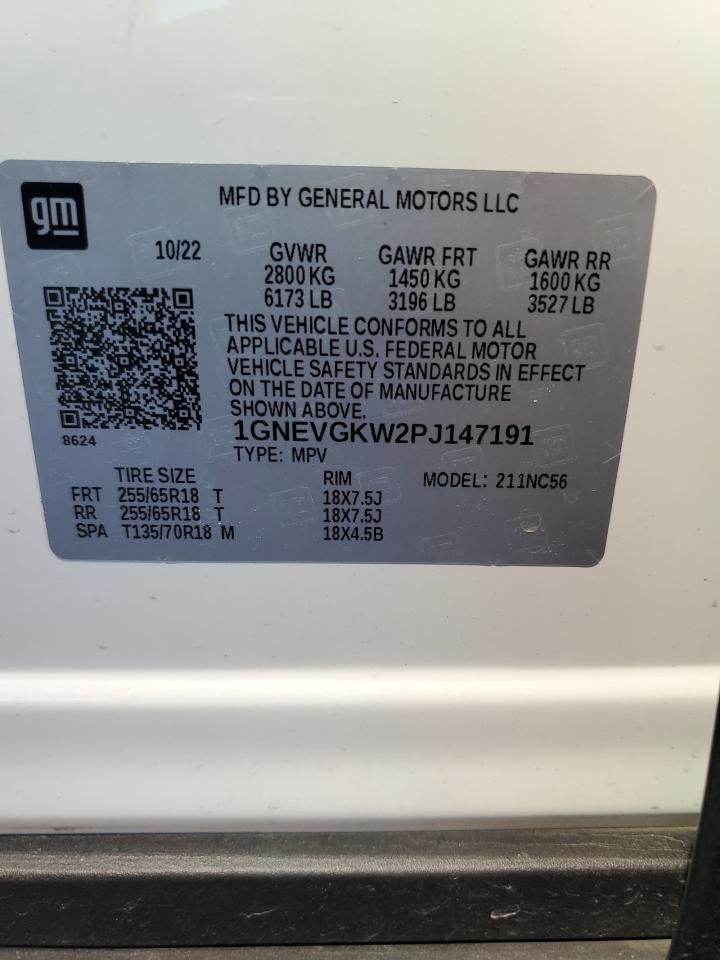 gm
MFD BY GENERAL MOTORS LLC
10/22 GVWR GAWR FRT GAWR RR
2800 KG 1450 KG 1600 KG
6173 LB 3196 LB 3527 LB
THIS VEHICLE CONFORMS TO ALL
APPLICABLE U.S. FEDERAL MOTOR
VEHICLE SAFETY STANDARDS IN EFFECT
ON THE DATE OF MANUFACTURE
SHOWN ABOVE.
8624
1GNEVGKW2PJ147191
TYPE: MPV
TIRE SIZE RIM MODEL: 211NC56
FRT 255/65R18 T 18X7.5J
RR 255/65R18 T 18X7.5J
SPA T135/70R18 M 18X4.5B